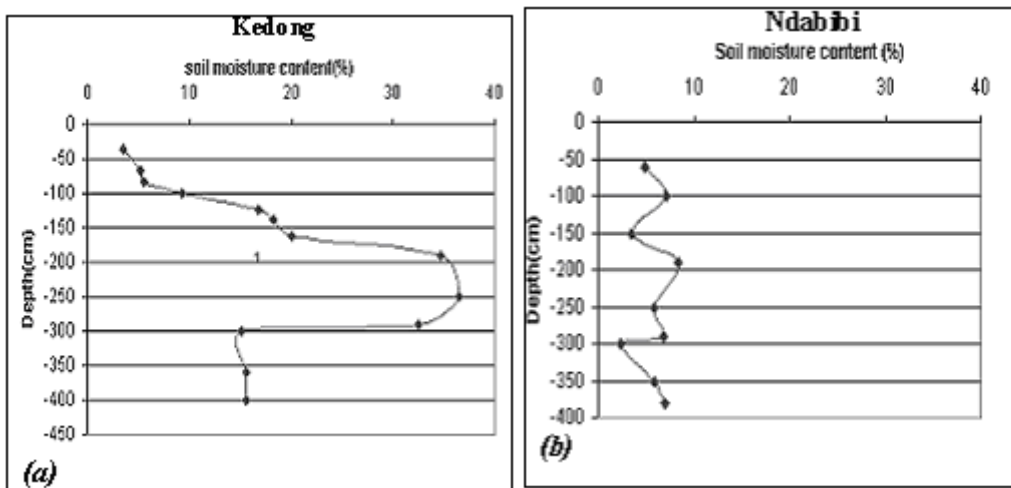 Kedong
soil moisture content(%)
0 10 20 30 40
0
-50
-100
-150
-200
-250
-300
-350
-400
-450
Depth(cm)
1
(a)
Ndabibi
Soil moisture content (%)
0 10 20 30 40
0
-50
-100
-150
-200
-250
-300
-350
-400
Depth(cm)
(b)